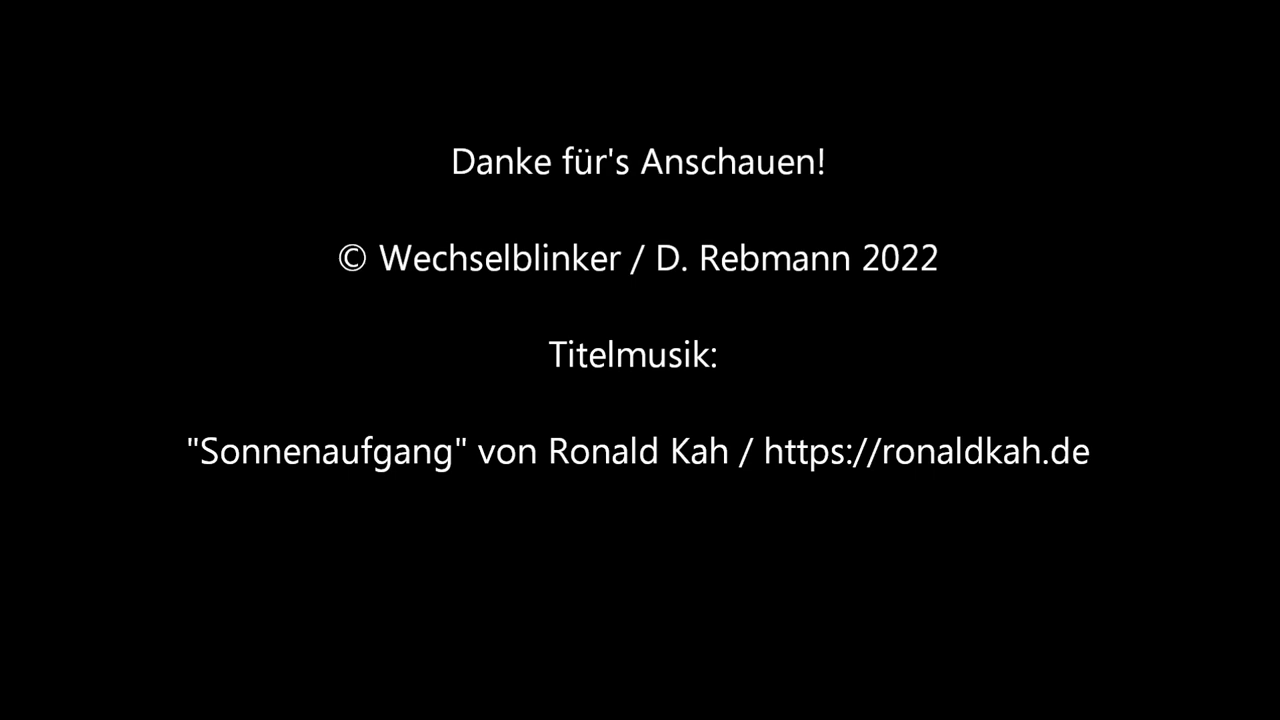 Danke für's Anschauen!
© Wechselblinker / D. Rebmann 2022
Titelmusik:
"Sonnenaufgang" von Ronald Kah / https://ronaldkah.de